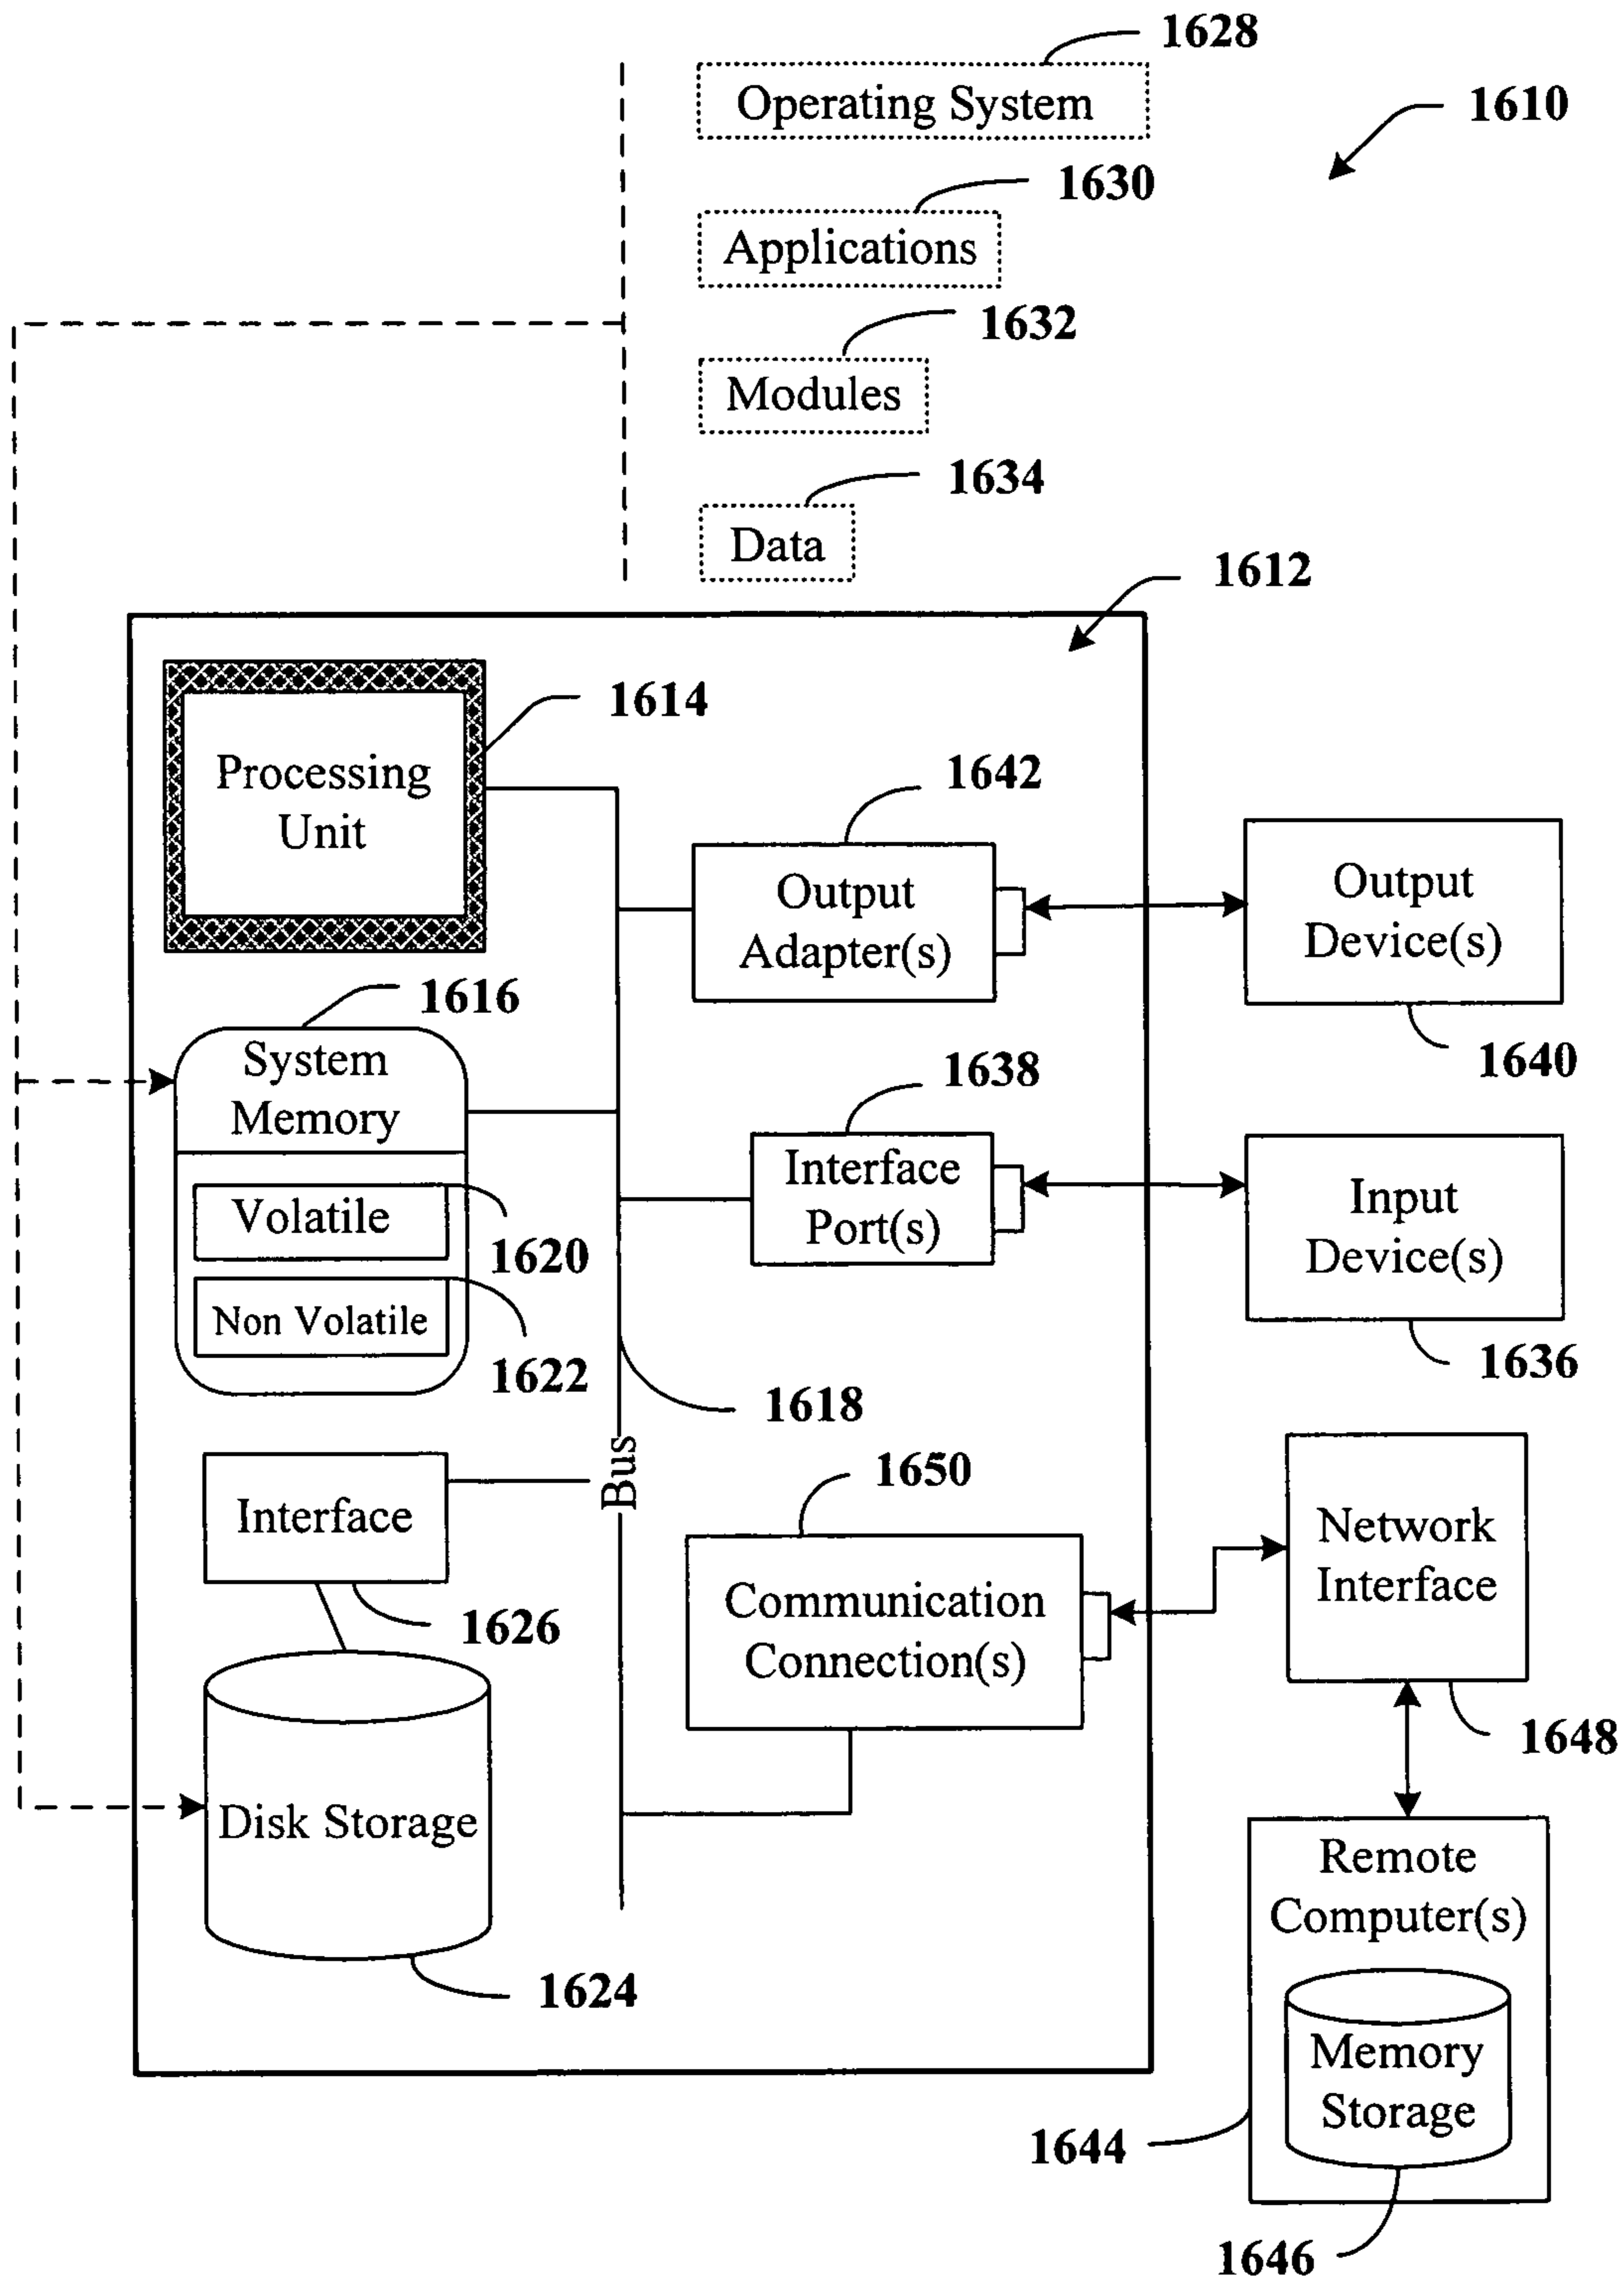 1628
Operating System
1610
1630
Applications
1632
Modules
1634
Data
1612
1614
Processing
Unit
1642
Output
Adapter(s)
Output
Device(s)
1640
1616
System
Memory
1638
Interface
Port(s)
Input
Device(s)
1636
Volatile
1620
Non Volatile
1622
1618
Bus
Interface
1626
1650
Communication
Connection(s)
Network
Interface
1648
Disk Storage
1624
Remote
Computer(s)
Memory
Storage
1644
1646